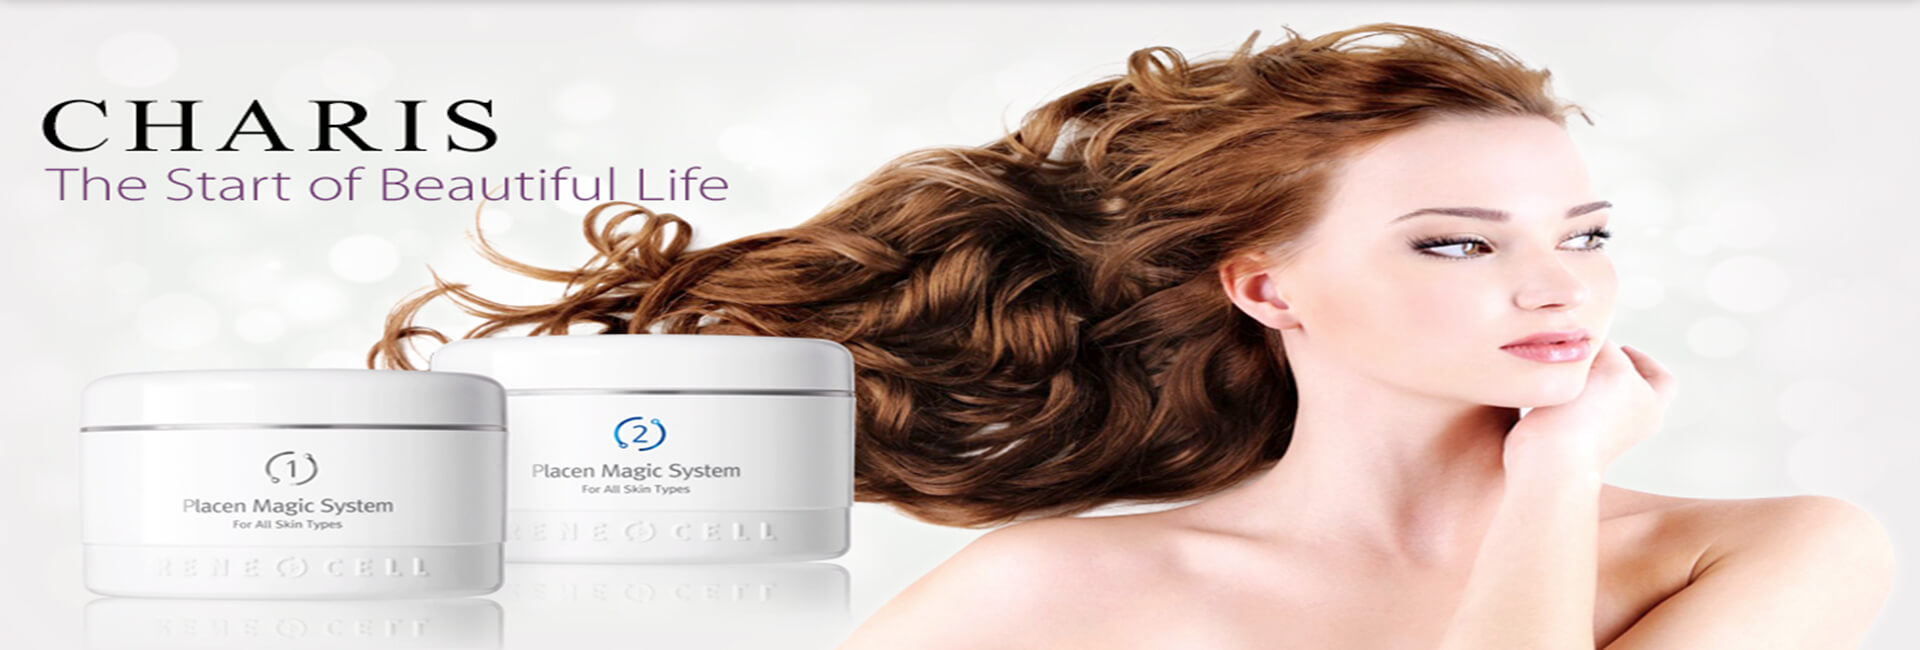 CHARIS
The Start of Beautiful Life
1
Placen Magic System
For All Skin Types
RENE CELL
2
Placen Magic System
For All Skin Types
RENE CELL